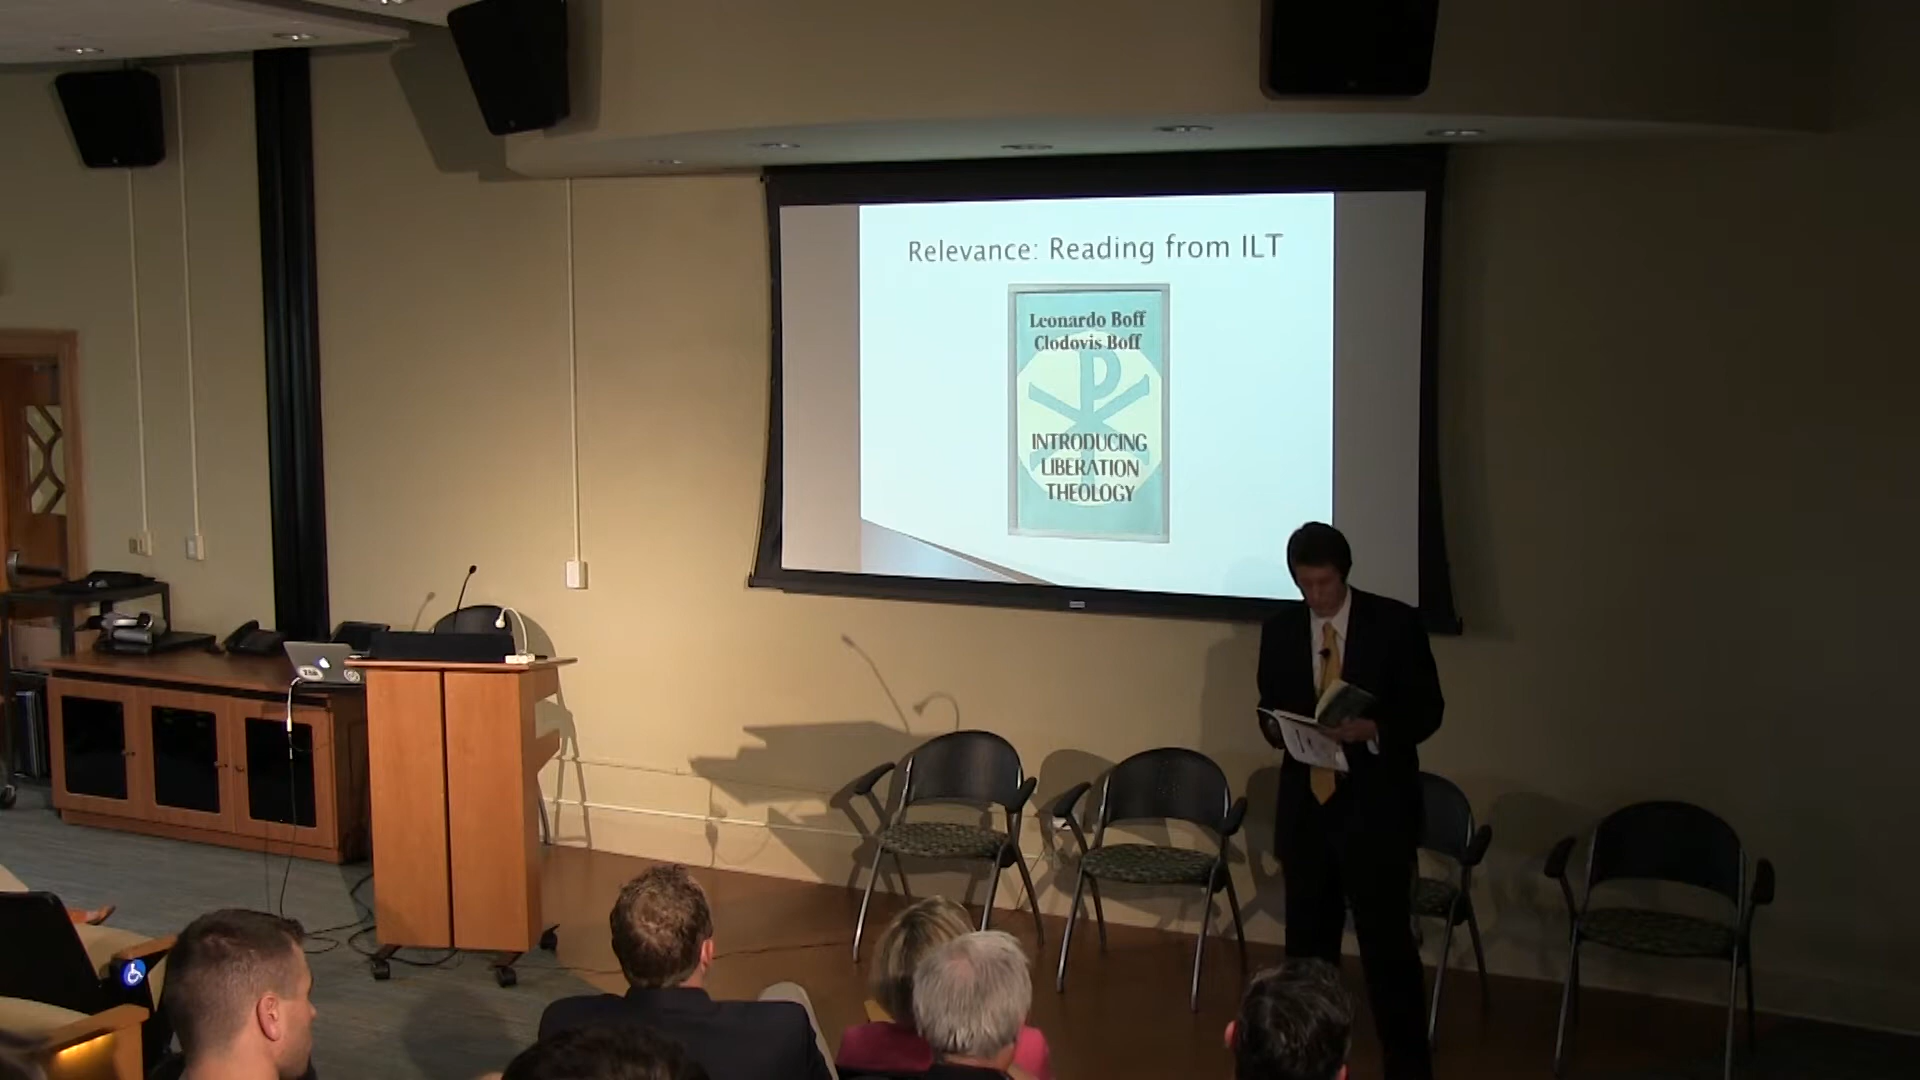 Relevance: Reading from ILT
Leonardo Boff
Clodovis Boff
INTRODUCING
LIBERATION
THEOLOGY